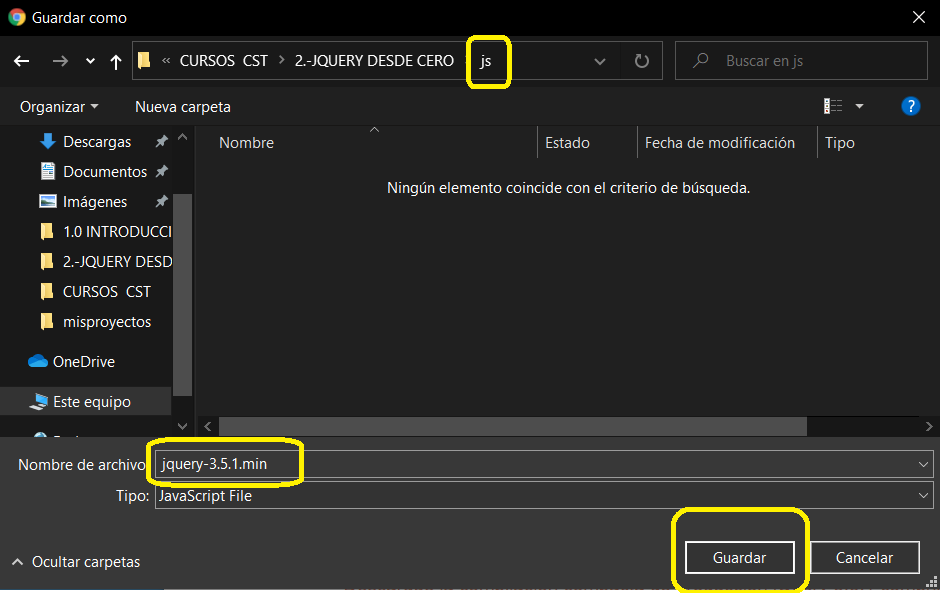 Guardar como
« CURSOS CST > 2.-JQUERY DESDE CERO js
Buscar en js
Organizar Nueva carpeta
?
Nombre Estado Fecha de modificación Tipo
Ningún elemento coincide con el criterio de búsqueda.
Descargas
Documentos
Imágenes
1.0 INTRODUCCI
2.-JQUERY DESD
CURSOS CST
misproyectos
OneDrive
Este equipo
Nombre de archivo
jquery-3.5.1.min
Tipo: JavaScript File
Ocultar carpetas
Guardar Cancelar